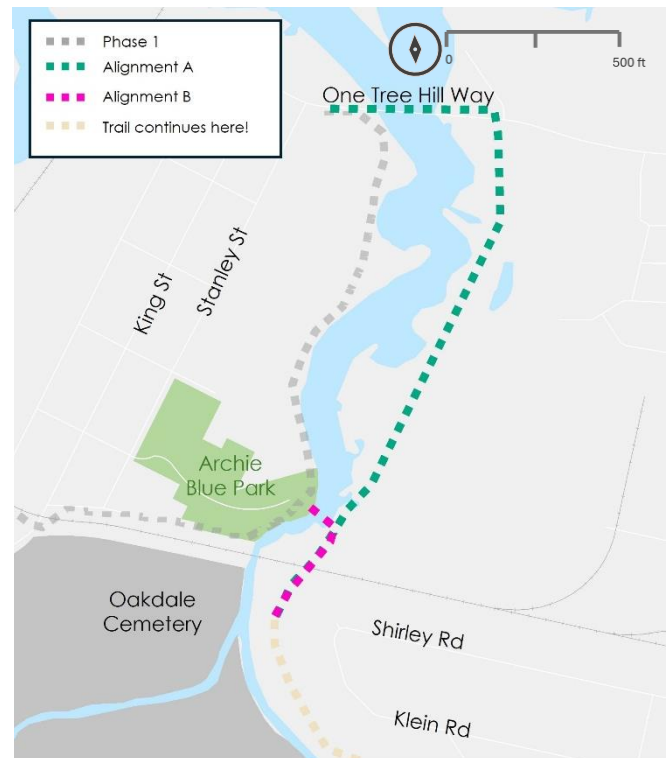 Phase 1
Alignment A
Alignment B
Trail continues here!
0
500 ft
One Tree Hill Way
King St
Stanley St
Archie
Blue Park
Oakdale
Cemetery
Shirley Rd
Klein Rd